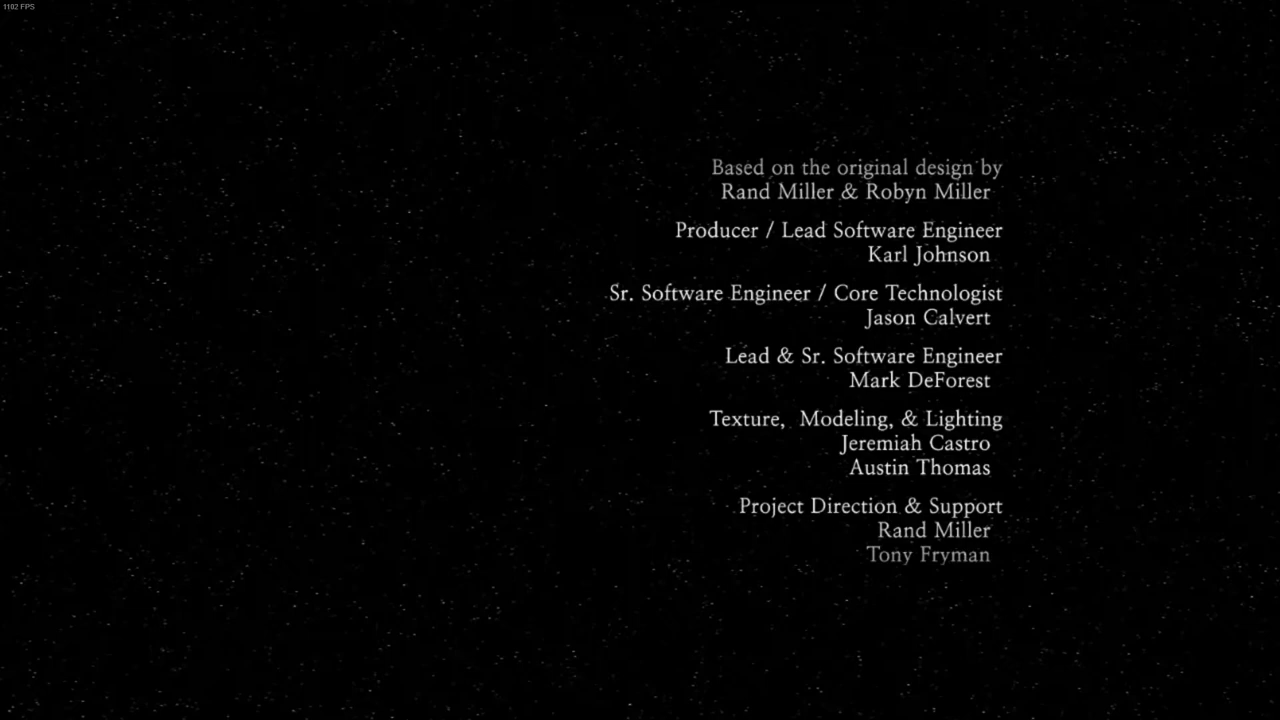 1102 FPS
Based on the original design by
Rand Miller & Robyn Miller
Producer / Lead Software Engineer
Karl Johnson
Sr. Software Engineer / Core Technologist
Jason Calvert
Lead & Sr. Software Engineer
Mark DeForest
Texture,  Modeling, & Lighting
Jeremiah Castro
Austin Thomas
Project Direction & Support
Rand Miller
Tony Fryman